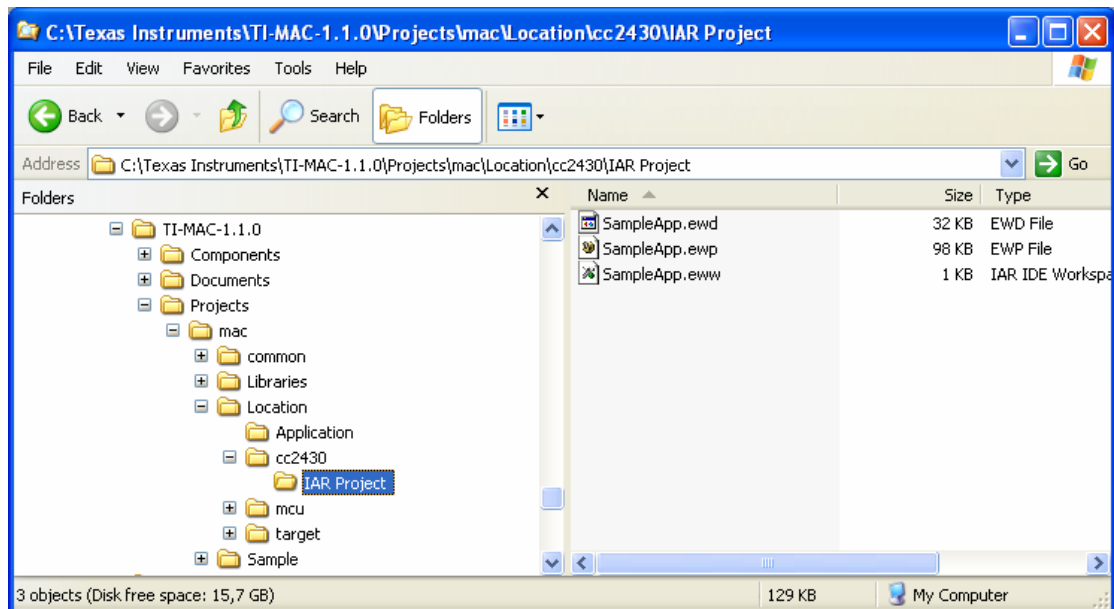 C:\Texas Instruments\TI-MAC-1.1.0\Projects\mac\Location\cc2430\IAR Project
File Edit View Favorites Tools Help
Back Search Folders
Address C:\Texas Instruments\TI-MAC-1.1.0\Projects\mac\Location\cc2430\IAR Project Go
Folders Name Size Type
TI-MAC-1.1.0
Components
Documents
Projects
mac
common
Libraries
Location
Application
cc2430
IAR Project
mcu
target
Sample
SampleApp.ewd 32 KB EWD File
SampleApp.ewp 98 KB EWP File
SampleApp.eww 1 KB IAR IDE Workspa
3 objects (Disk free space: 15,7 GB) 129 KB My Computer